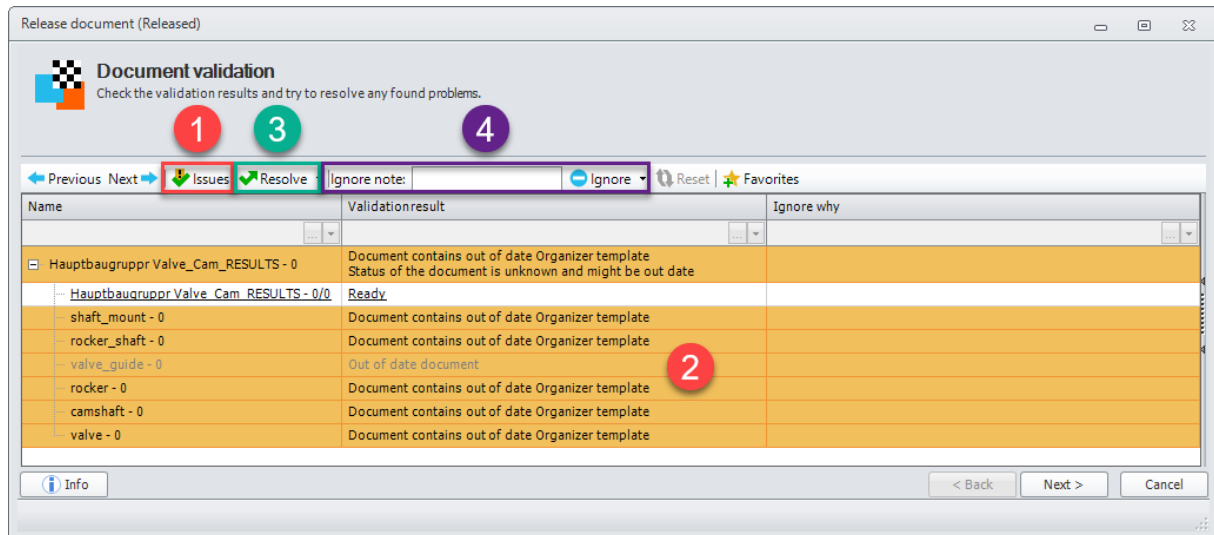 Release document (Released)
Document validation
Check the validation results and try to resolve any found problems.
1 3 4
Previous Next Issues Resolve Ignore note: Ignore Reset Favorites
Name Validation result Ignore why
... ... ...
Hauptbaugruppr Valve_Cam_RESULTS - 0 Document contains out of date Organizer template
Status of the document is unknown and might be out date
Hauptbaugruppr Valve_Cam_RESULTS - 0/0 Ready
shaft_mount - 0 Document contains out of date Organizer template
rocker_shaft - 0 Document contains out of date Organizer template
valve_guide - 0 Out of date document
2
rocker - 0 Document contains out of date Organizer template
camshaft - 0 Document contains out of date Organizer template
valve - 0 Document contains out of date Organizer template
Info < Back Next > Cancel